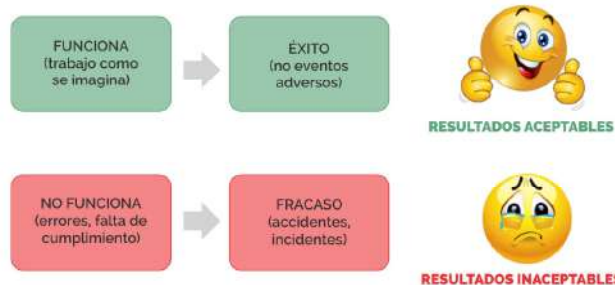 FUNCIONA
(trabajo como
se imagina)
ÉXITO
(no eventos
adversos)
RESULTADOS ACEPTABLES
NO FUNCIONA
(errores, falta de
cumplimiento)
FRACASO
(accidentes,
incidentes)
RESULTADOS INACEPTABLES